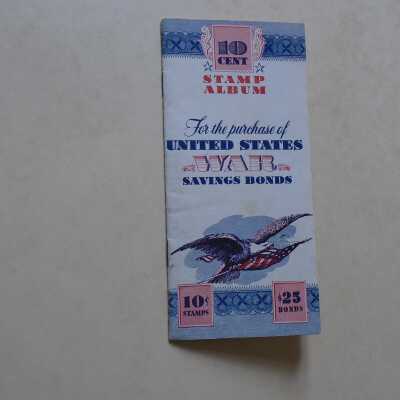 10
CENT
STAMP
ALBUM
For the purchase of
UNITED STATES
WAR
SAVINGS BONDS
10¢
STAMPS
$25
BONDS